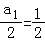 a₁/2 = 1/2